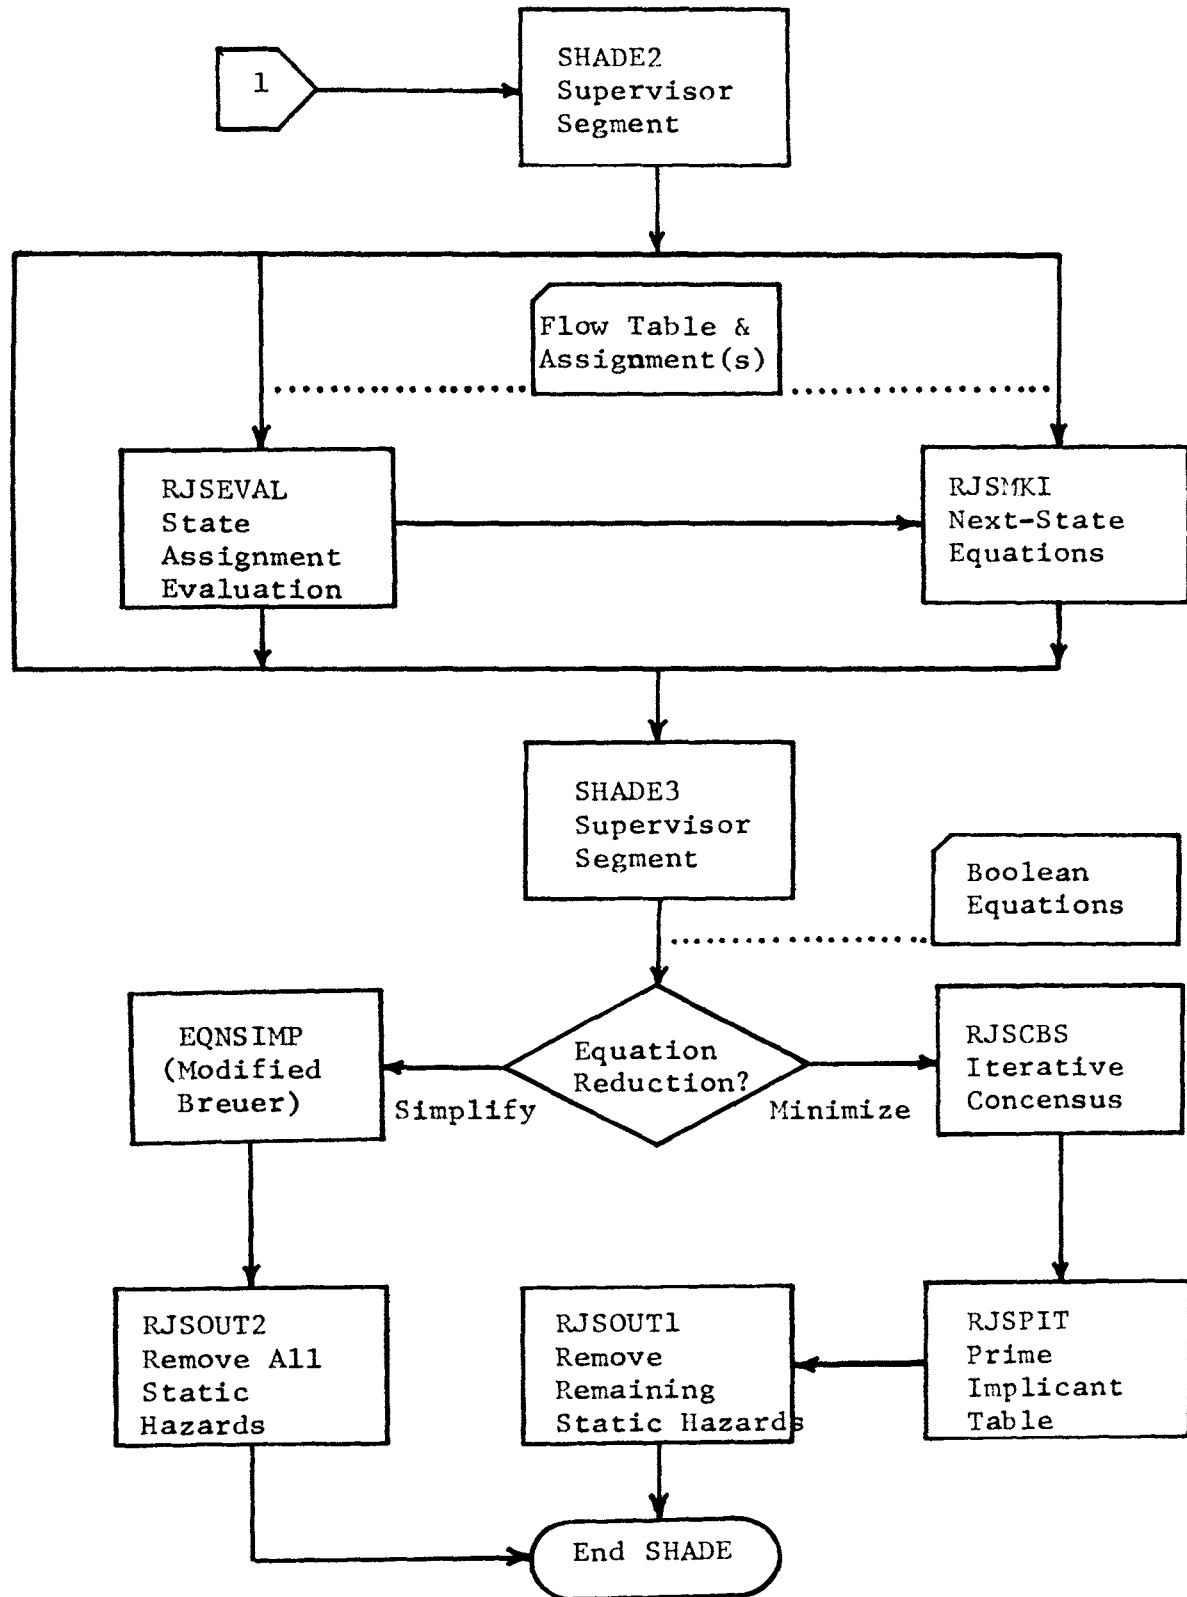 1
SHADE2
Supervisor
Segment
Flow Table &
Assignment(s)
RJSEVAL
State
Assignment
Evaluation
RJSMKI
Next-State
Equations
SHADE3
Supervisor
Segment
Boolean
Equations
EQNSIMP
(Modified
Breuer)
Simplify
Equation
Reduction?
Minimize
RJSCBS
Iterative
Concensus
RJSOUT2
Remove All
Static
Hazards
RJSOUT1
Remove
Remaining
Static Hazards
RJSPIT
Prime
Implicant
Table
End SHADE